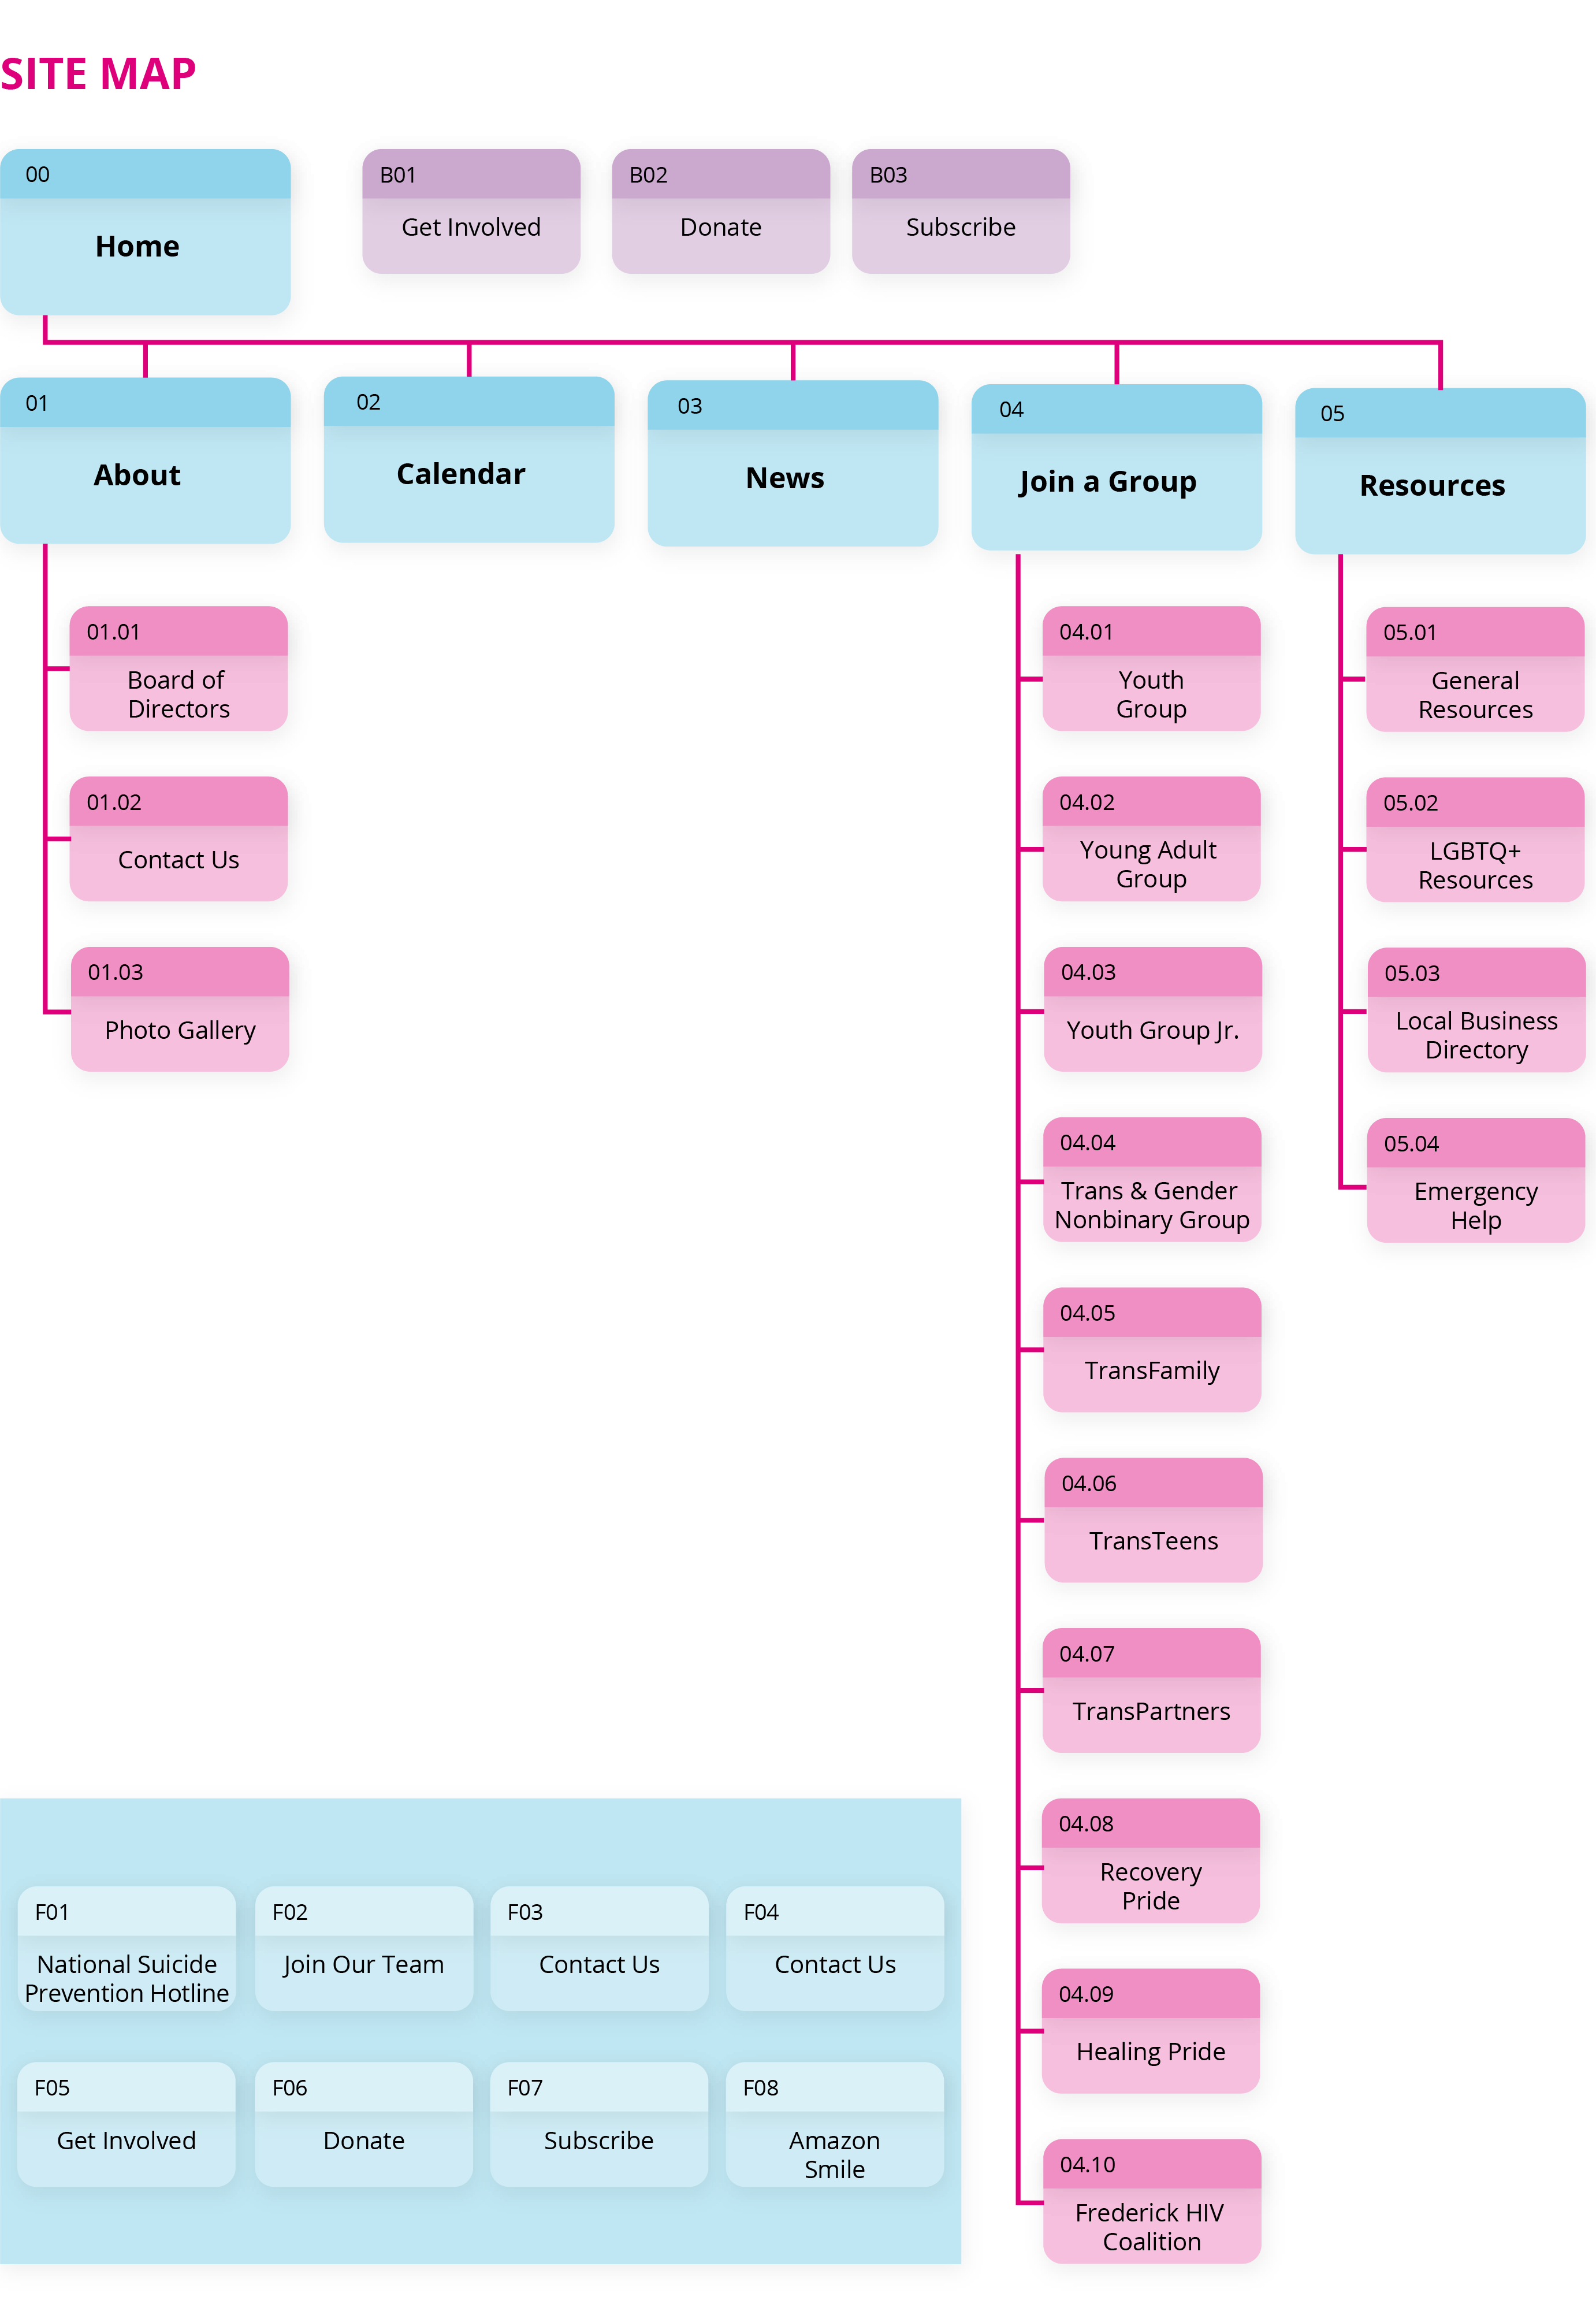 SITE MAP
00
Home
B01
Get Involved
B02
Donate
B03
Subscribe
01
About
02
Calendar
03
News
04
Join a Group
05
Resources
01.01
Board of
Directors
01.02
Contact Us
01.03
Photo Gallery
04.01
Youth
Group
04.02
Young Adult
Group
04.03
Youth Group Jr.
04.04
Trans & Gender
Nonbinary Group
04.05
TransFamily
04.06
TransTeens
04.07
TransPartners
04.08
Recovery
Pride
04.09
Healing Pride
04.10
Frederick HIV
Coalition
05.01
General
Resources
05.02
LGBTQ+
Resources
05.03
Local Business
Directory
05.04
Emergency
Help
F01
National Suicide
Prevention Hotline
F02
Join Our Team
F03
Contact Us
F04
Contact Us
F05
Get Involved
F06
Donate
F07
Subscribe
F08
Amazon
Smile